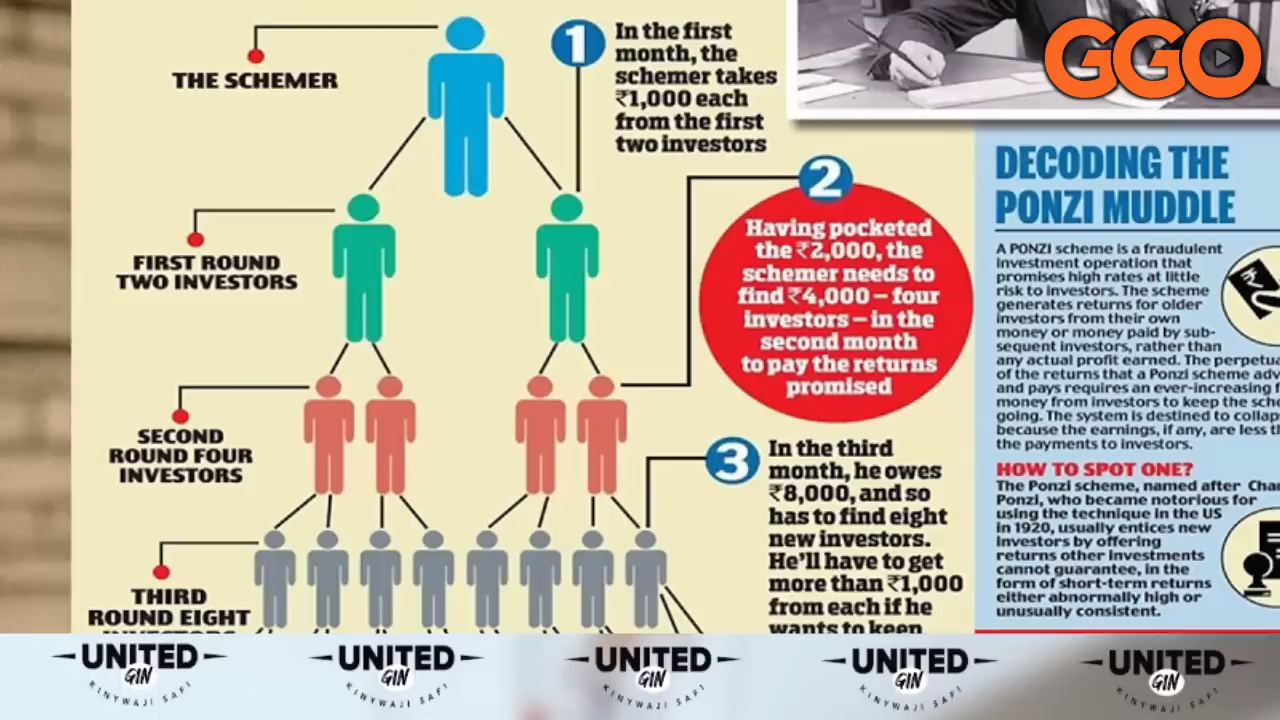 GGO
THE SCHEMER
1
In the first
month, the
schemer takes
₹1,000 each
from the first
two investors
FIRST ROUND
TWO INVESTORS
2
Having pocketed
the ₹2,000, the
schemer needs to
find ₹4,000 – four
investors – in the
second month
to pay the returns
promised
SECOND
ROUND FOUR
INVESTORS
3
In the third
month, he owes
₹8,000, and so
has to find eight
new investors.
He'll have to get
more than ₹1,000
from each if he
wants to keep
THIRD
ROUND EIGHT
INVESTORS
DECODING THE
PONZI MUDDLE
A PONZI scheme is a fraudulent
investment operation that
promises high rates at little
risk to investors. The scheme
generates returns for older
investors from their own
money or money paid by sub-
sequent investors, rather than
any actual profit earned. The perpetua
of the returns that a Ponzi scheme adv
and pays requires an ever-increasing f
money from investors to keep the sche
going. The system is destined to collap
because the earnings, if any, are less th
the payments to investors.
HOW TO SPOT ONE?
The Ponzi scheme, named after Char
Ponzi, who became notorious for
using the technique in the US
in 1920, usually entices new
investors by offering
returns other investments
cannot guarantee, in the
form of short-term returns
either abnormally high or
unusually consistent.
UNITED
GIN
KINYWAJI SAFI
UNITED
GIN
KINYWAJI SAFI
UNITED
GIN
KINYWAJI SAFI
UNITED
GIN
KINYWAJI SAFI
UNITED
GIN
KINYWAJI SAFI